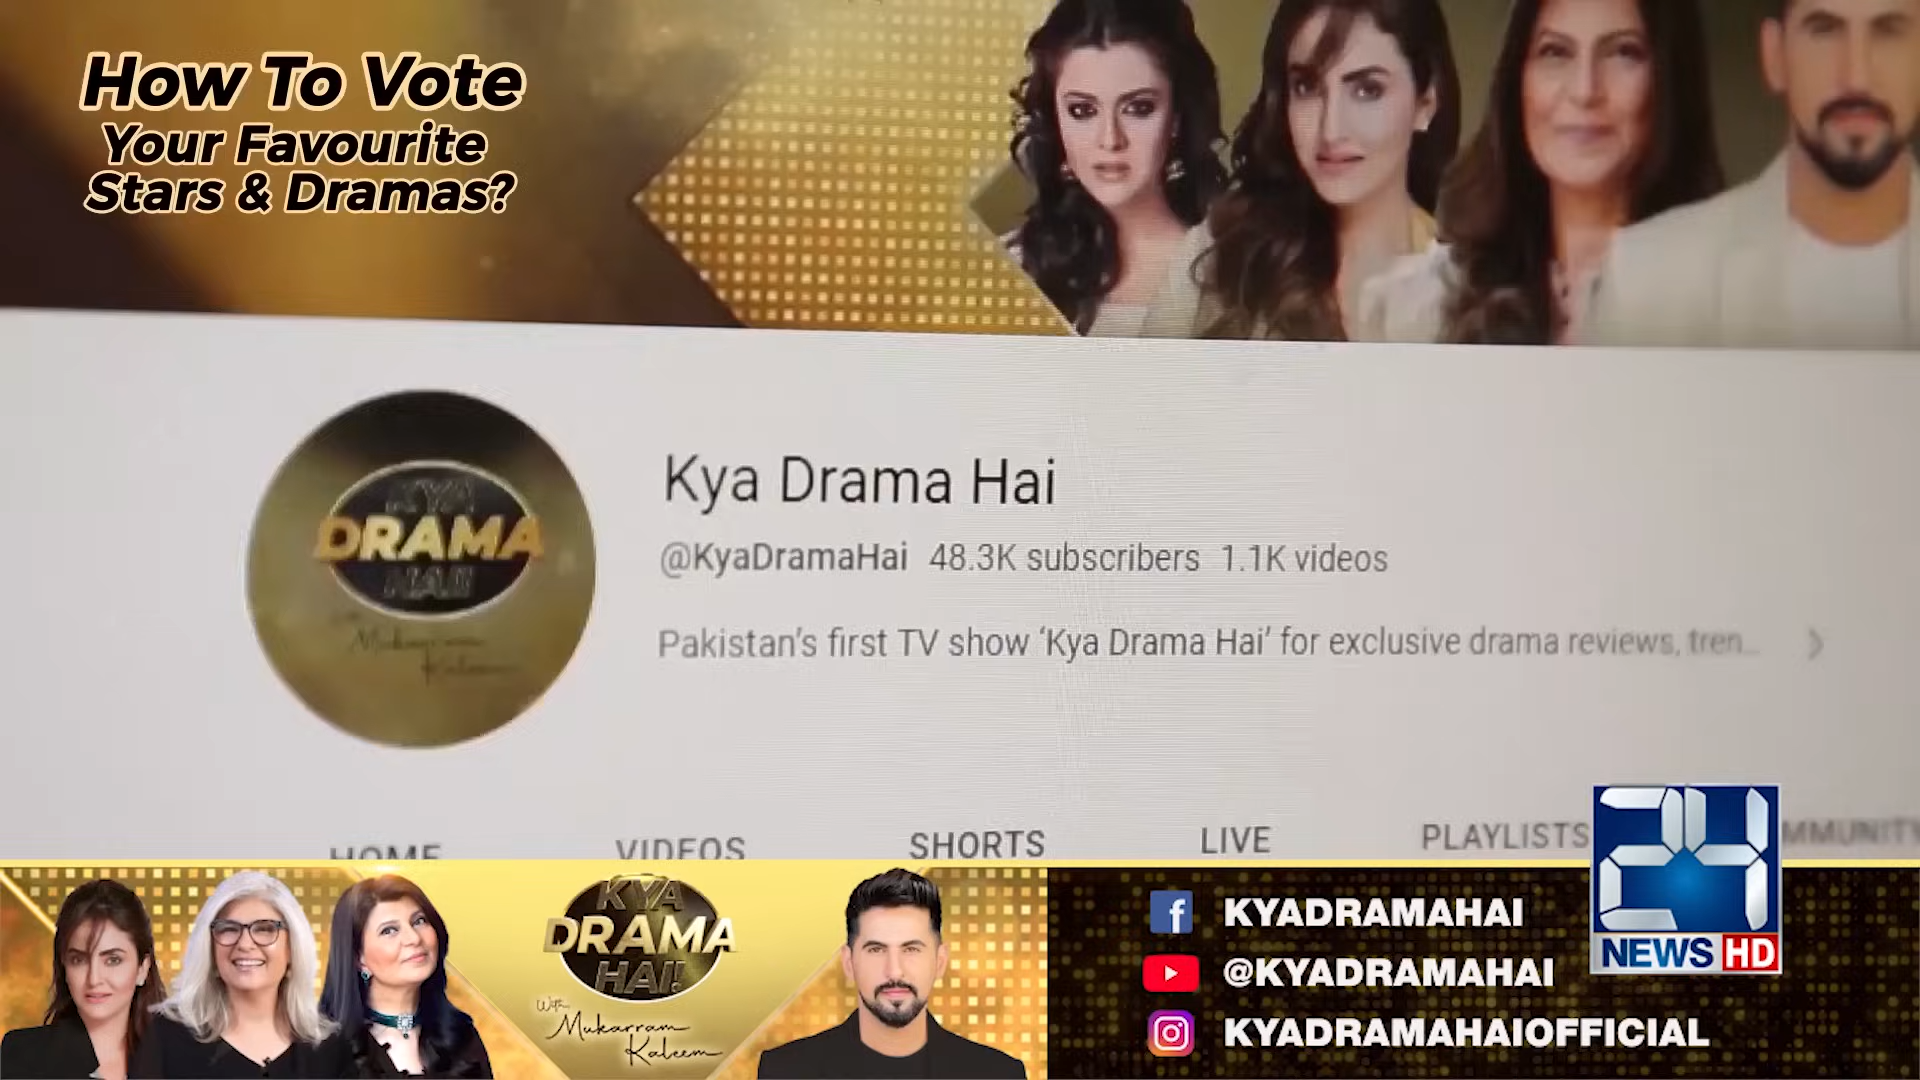 How To Vote
Your Favourite
Stars & Dramas?
KYA
DRAMA
HAI!
Mukarram
Kaleem
Kya Drama Hai
@KyaDramaHai 48.3K subscribers 1.1K videos
Pakistan's first TV show 'Kya Drama Hai' for exclusive drama reviews, tren...
HOME VIDEOS SHORTS LIVE PLAYLISTS
KYA
DRAMA
HAI!
With
Mukarram
Kaleem
KYADRAMAHAI
@KYADRAMAHAI
KYADRAMAHAIOFFICIAL
24
NEWS HD